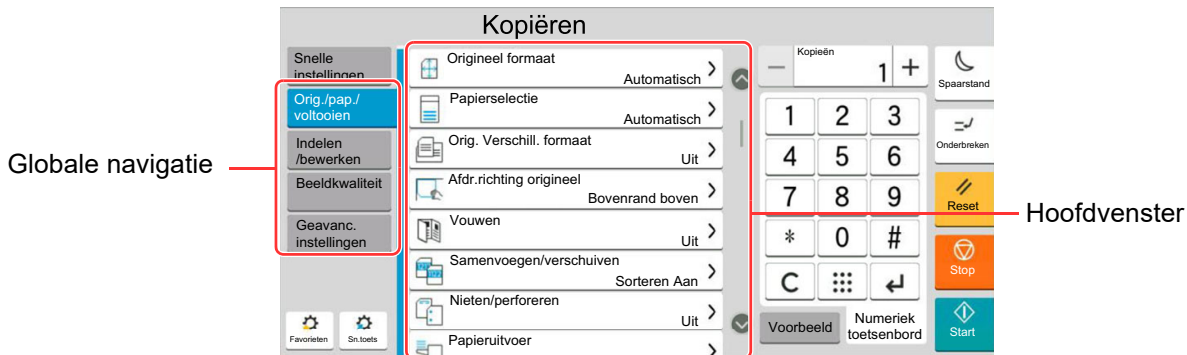 Kopiëren
Globale navigatie
Snelle
instellingen
Orig./pap./
voltooien
Indelen
/bewerken
Beeldkwaliteit
Geavanc.
instellingen
Favorieten
Sn.toets
Origineel formaat
Automatisch
Papierselectie
Automatisch
Orig. Verschill. formaat
Uit
Afdr.richting origineel
Bovenrand boven
Vouwen
Uit
Samenvoegen/verschuiven
Sorteren Aan
Nieten/perforeren
Uit
Papieruitvoer
Kopieën
− 1 +
1 2 3
4 5 6
7 8 9
* 0 #
C
Voorbeeld
Numeriek
toetsenbord
Spaarstand
Onderbreken
Reset
Stop
Start
Hoofdvenster